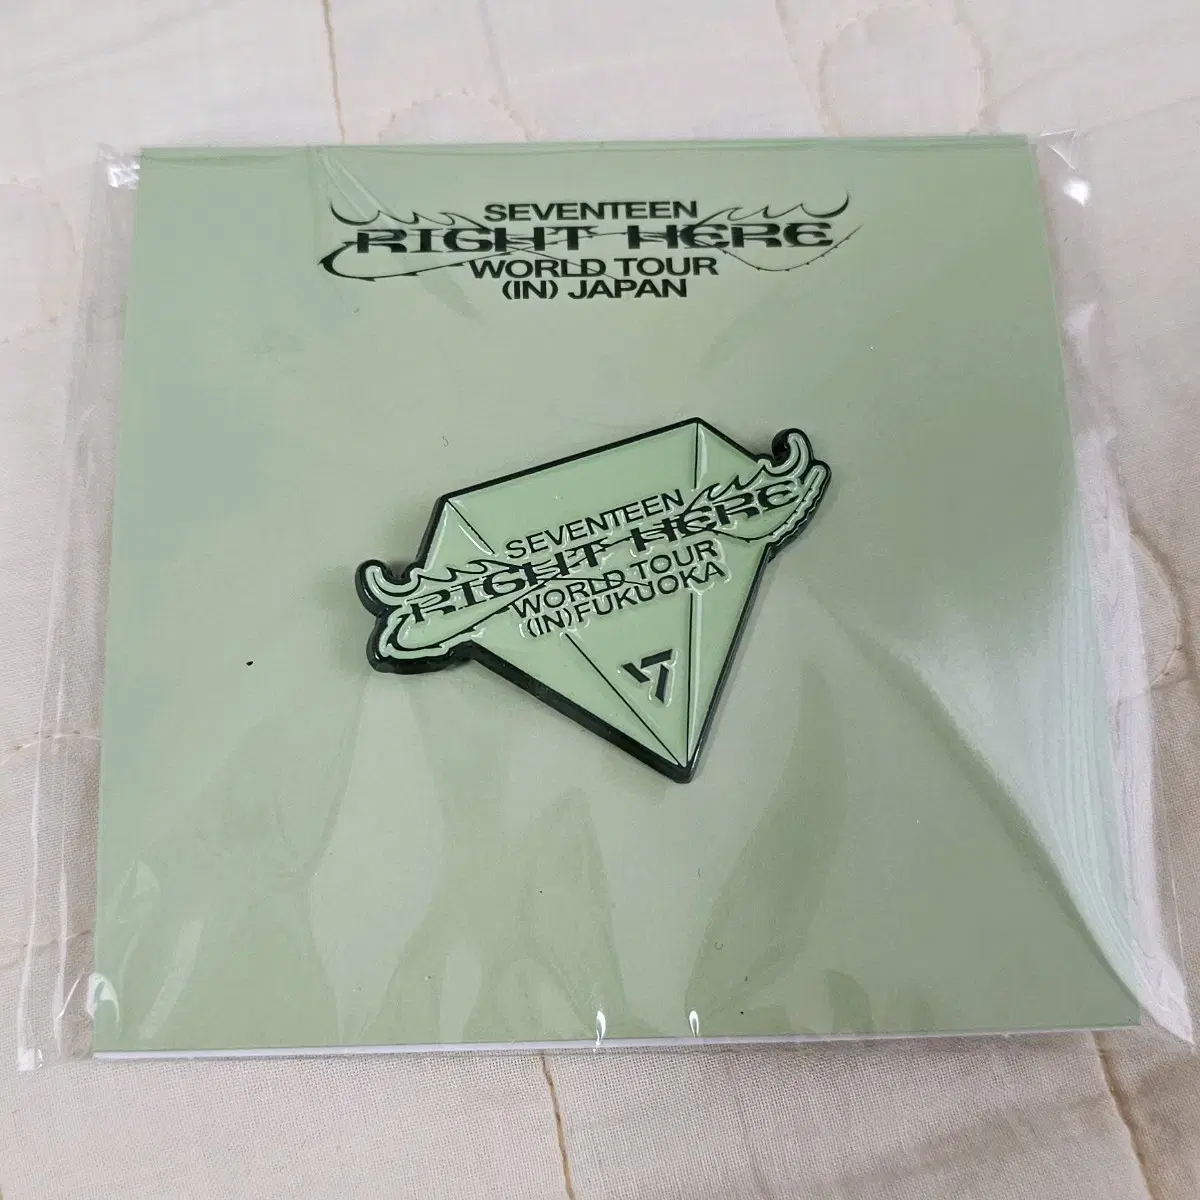 SEVENTEEN
RIGHT HERE
WORLD TOUR
(IN) JAPAN
SEVENTEEN
RIGHT HERE
WORLD TOUR
(IN) FUKUOKA